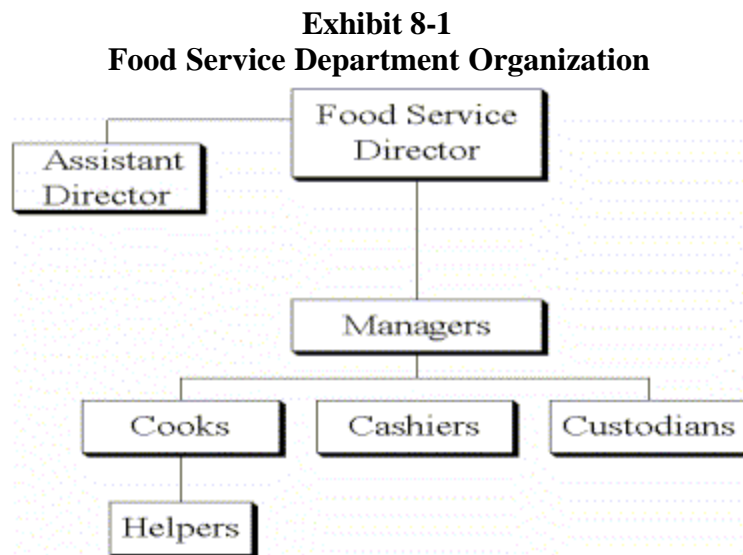 Exhibit 8-1
Food Service Department Organization
Food Service
Director
Assistant
Director
Managers
Cooks
Cashiers
Custodians
Helpers